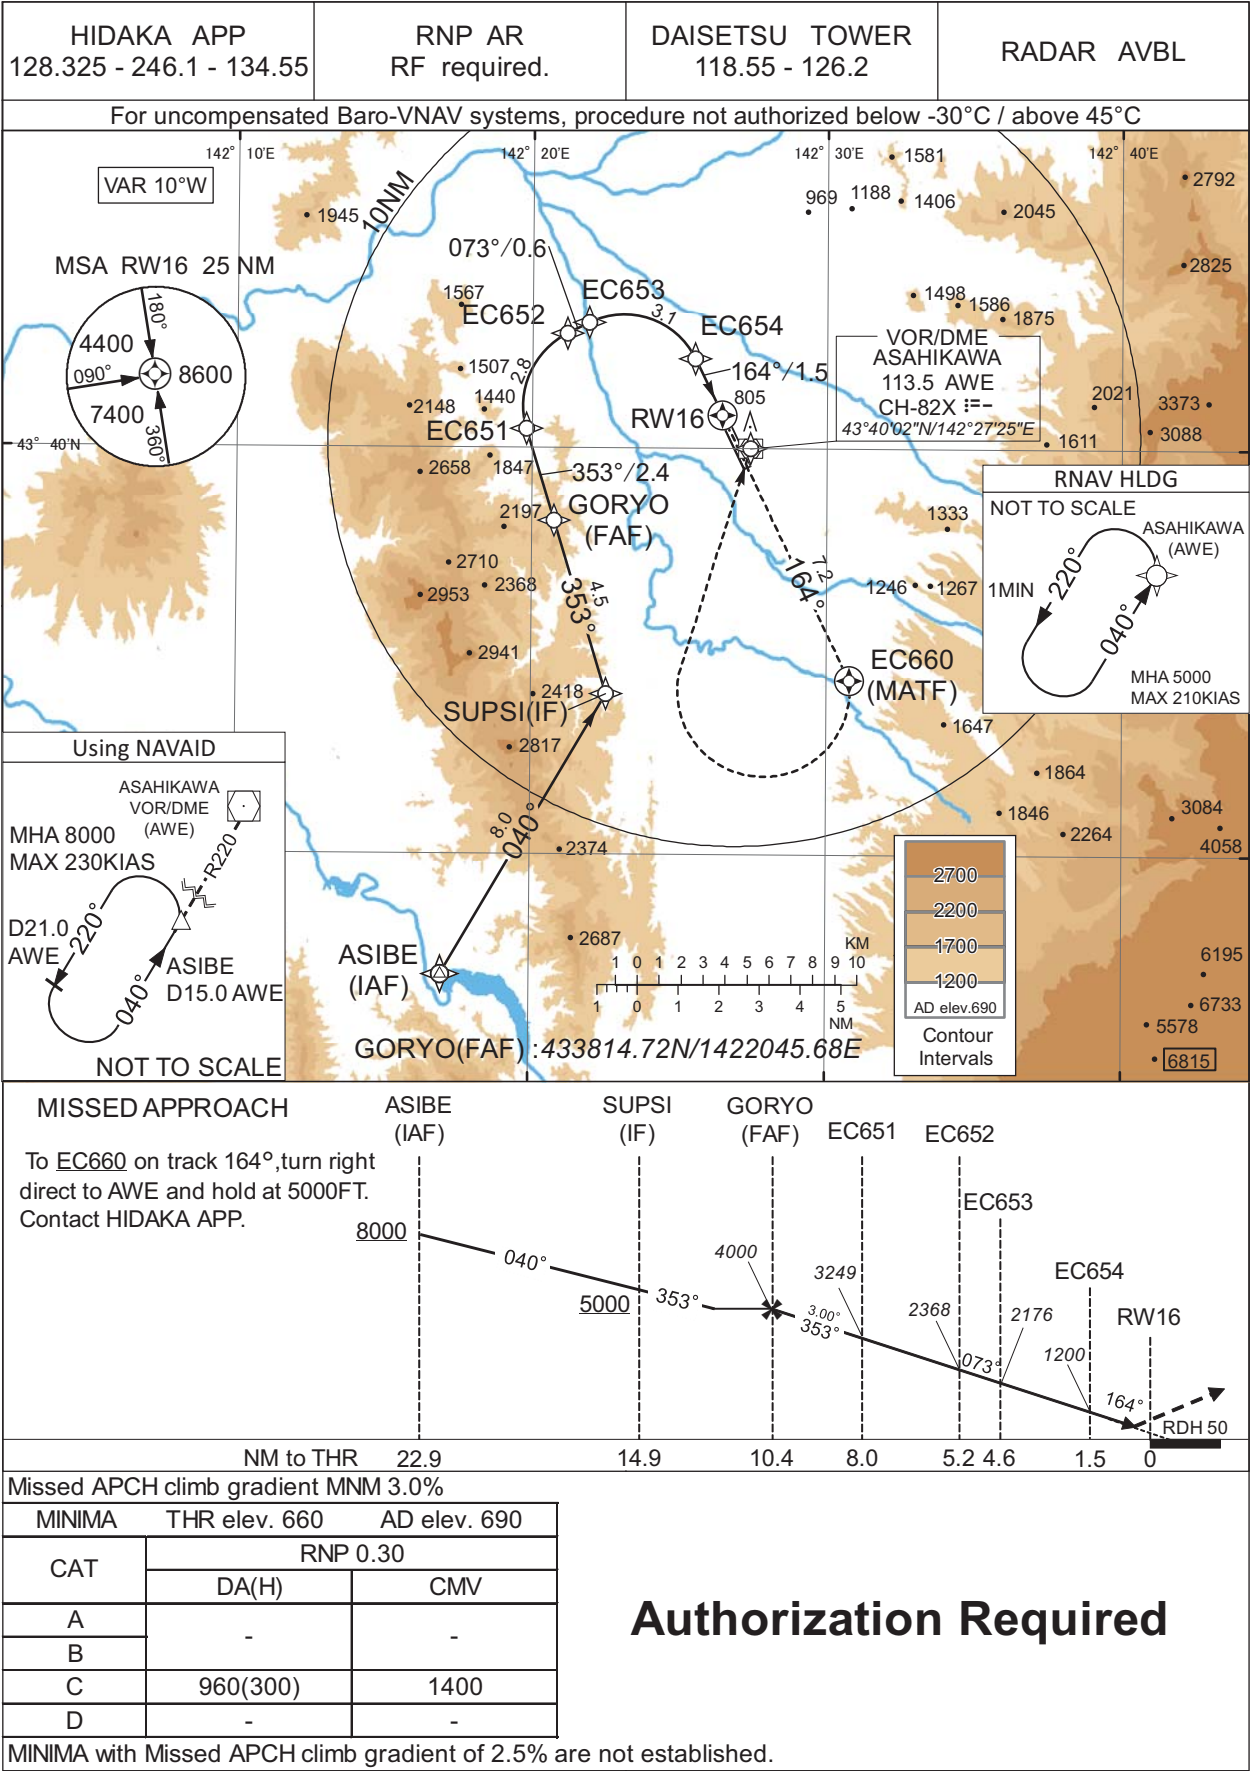 HIDAKA APP
128.325 - 246.1 - 134.55
RNP AR
RF required.
DAISETSU TOWER
118.55 - 126.2
RADAR AVBL
For uncompensated Baro-VNAV systems, procedure not authorized below -30°C / above 45°C
142° 10'E
142° 20'E
142° 30'E
142° 40'E
VAR 10°W
1945
10NM
1581
969
1188
1406
2045
2792
2825
MSA RW16 25 NM
180°
4400
090°
8600
7400
360°
43° 40'N
073°/0.6
1567
EC652
EC653
3.1
EC654
1498
1586
1875
VOR/DME
ASAHIKAWA
113.5 AWE
CH-82X
43°40'02"N/142°27'25"E
164°/1.5
805
RW16
1507
2.8
1440
2148
EC651
2658
1847
353°/2.4
2021
3373
3088
1611
2197
GORYO
(FAF)
2710
2368
2953
4.5
353°
2941
2418
SUPSI(IF)
2817
1333
1246
1267
7.2
164°
EC660
(MATF)
1647
RNAV HLDG
NOT TO SCALE
ASAHIKAWA
(AWE)
220°
1MIN
040°
MHA 5000
MAX 210KIAS
1864
1846
2264
3084
4058
Using NAVAID
ASAHIKAWA
VOR/DME
(AWE)
MHA 8000
MAX 230KIAS
R220
D21.0
AWE
220°
040°
ASIBE
D15.0 AWE
NOT TO SCALE
8.0
040°
2374
2687
ASIBE
(IAF)
KM
1 0 1 2 3 4 5 6 7 8 9 10
1 0 1 2 3 4 5
NM
GORYO(FAF) :433814.72N/1422045.68E
2700
2200
1700
1200
AD elev.690
Contour
Intervals
6195
6733
5578
6815
MISSED APPROACH
To EC660 on track 164°,turn right
direct to AWE and hold at 5000FT.
Contact HIDAKA APP.
ASIBE
(IAF)
SUPSI
(IF)
GORYO
(FAF)
EC651
EC652
EC653
EC654
RW16
8000
040°
5000
353°
4000
3.00°
353°
3249
2368
073°
2176
1200
164°
RDH 50
NM to THR 22.9 14.9 10.4 8.0 5.2 4.6 1.5 0
Missed APCH climb gradient MNM 3.0%
MINIMA THR elev. 660 AD elev. 690
CAT
RNP 0.30
DA(H) CMV
A
B
- -
C 960(300) 1400
D - -
MINIMA with Missed APCH climb gradient of 2.5% are not established.
Authorization Required